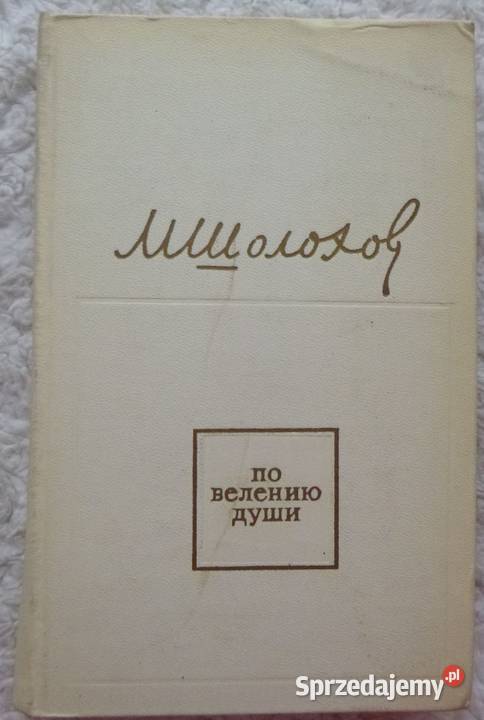 МШолохов
по
велению
души
Sprzedajemy.pl